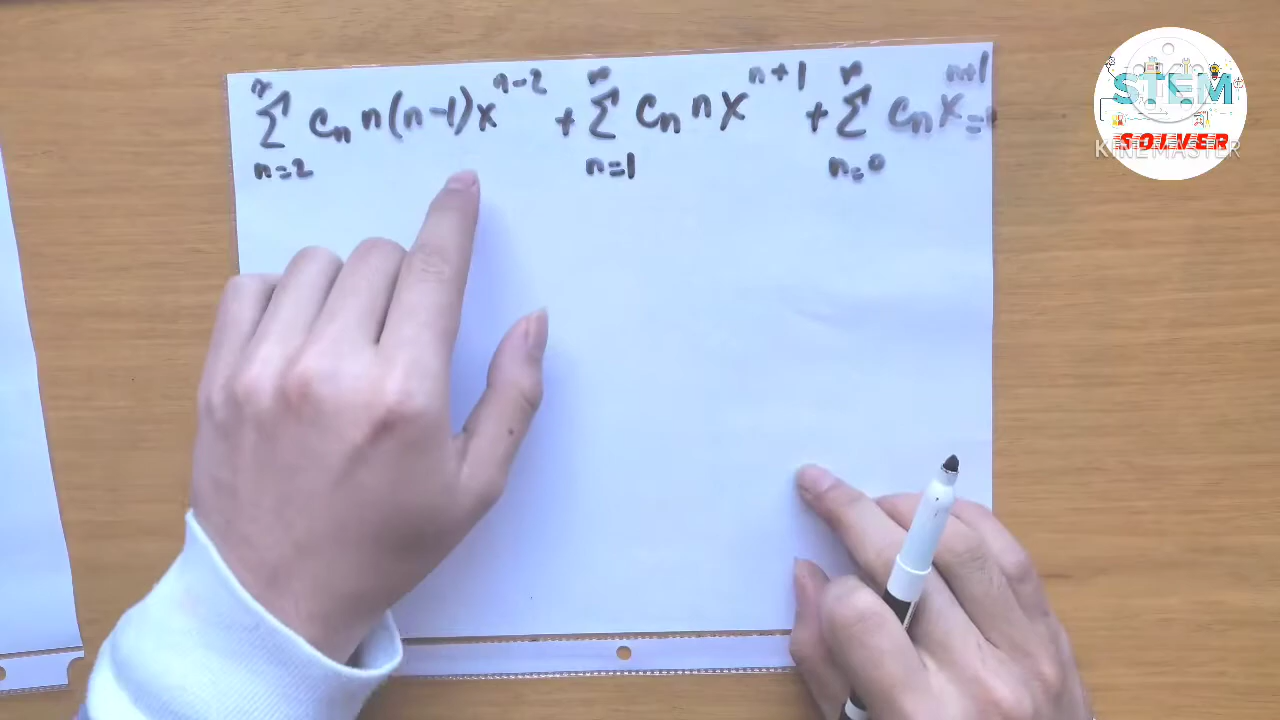 ∞ ∞ ∞
∑ cₙ n(n-1)xⁿ⁻² + ∑ cₙ n xⁿ⁺¹ + ∑ cₙ xⁿ⁺¹ =
n=2 n=1 n=0
STEM
SOLVER
KINEMASTER